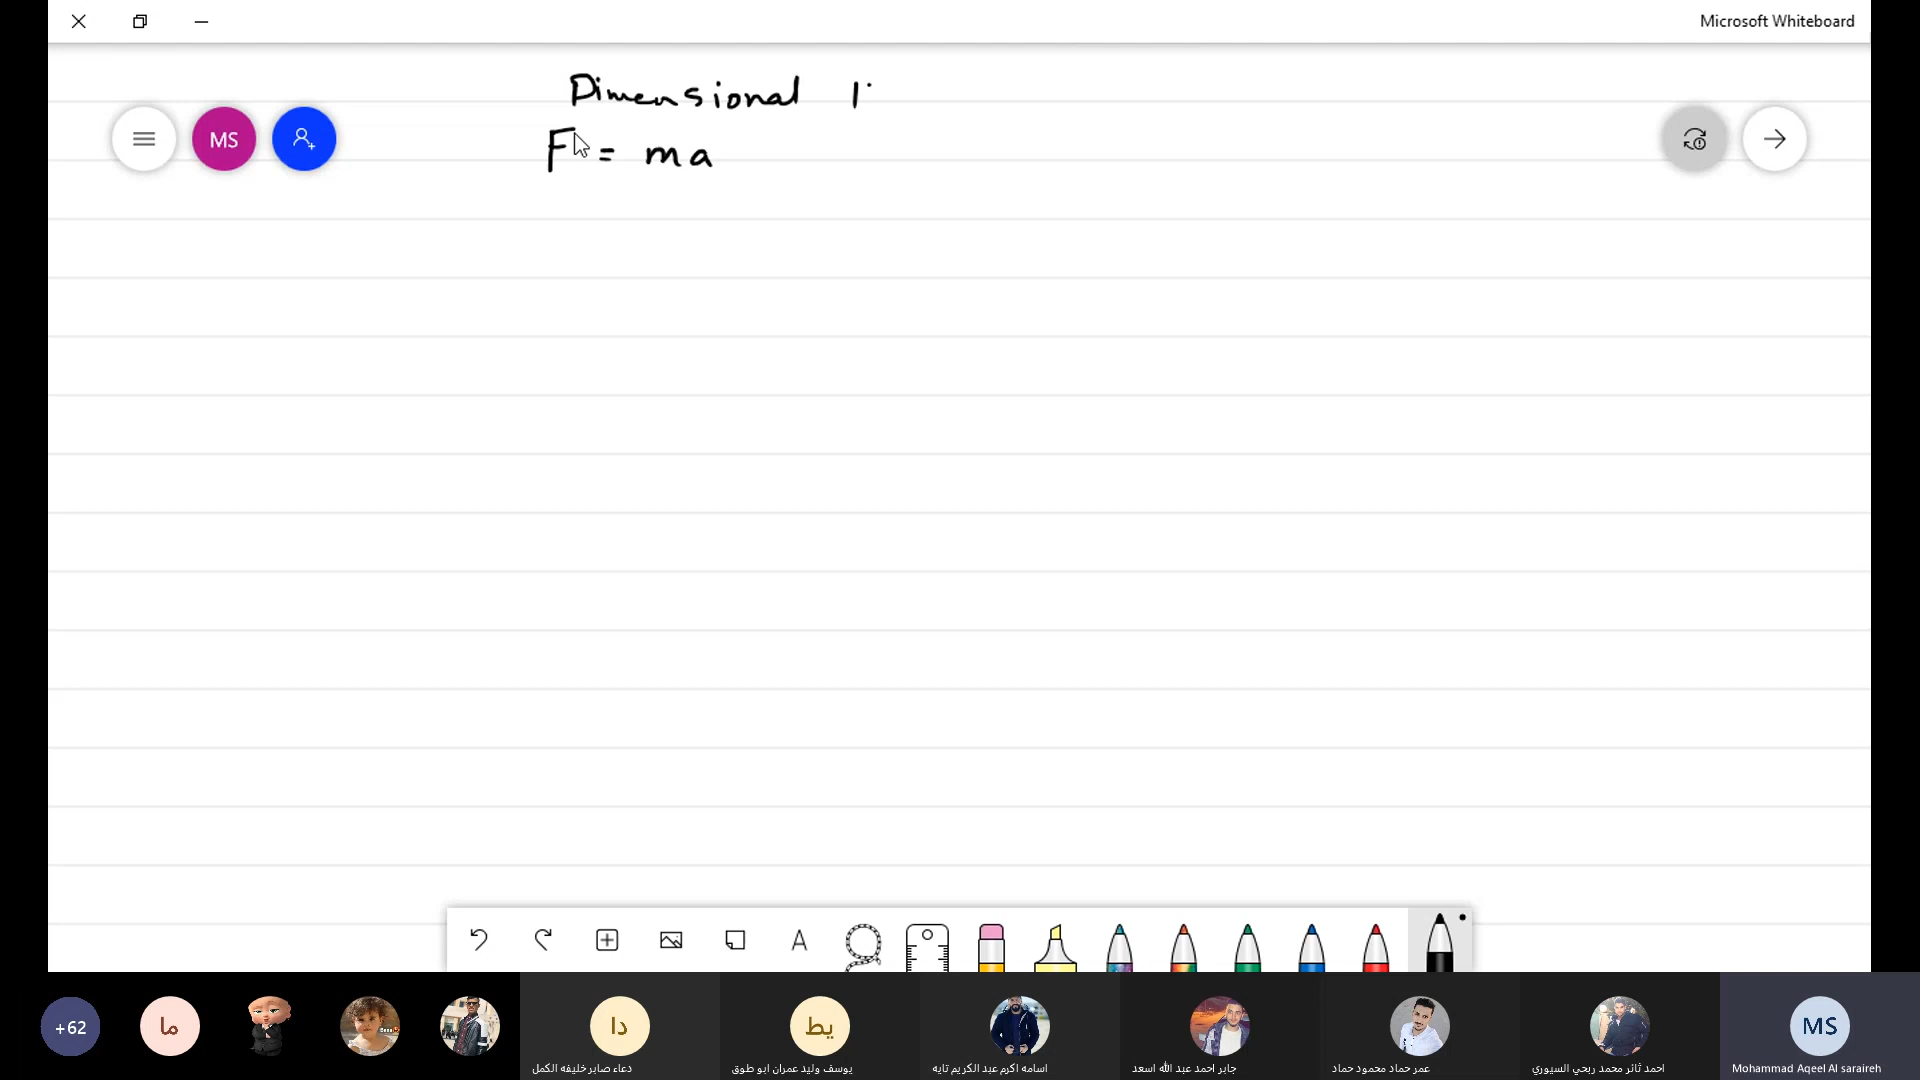 Microsoft Whiteboard
Dimensional
MS
F = ma
A
+62
ما
دا
يط
MS
دعاء صابر خليفه الكمل
يوسف وليد عمران ابو طوق
اسامه اكرم عبد الكريم تايه
جابر احمد عبد الله اسعد
عمر حماد محمود حماد
احمد ثائر محمد ربحي السيوري
Mohammad Aqeel Al saraireh